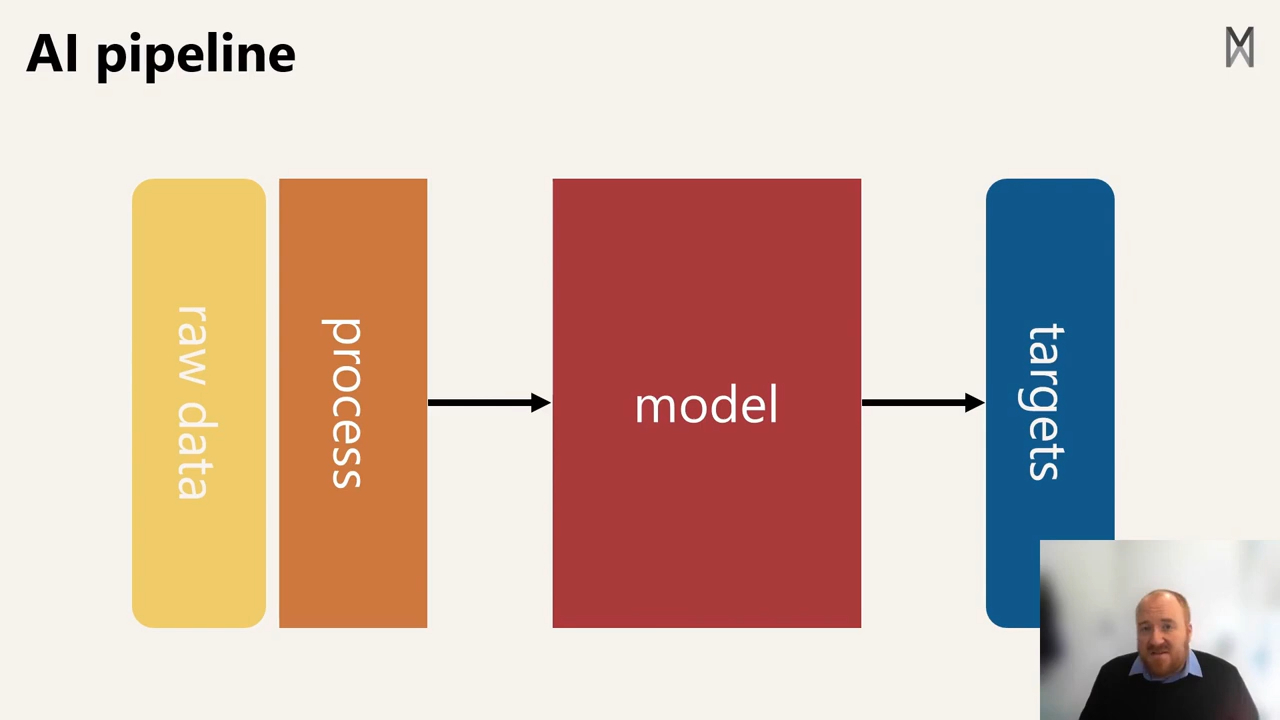 AI pipeline
raw data
process
model
targets